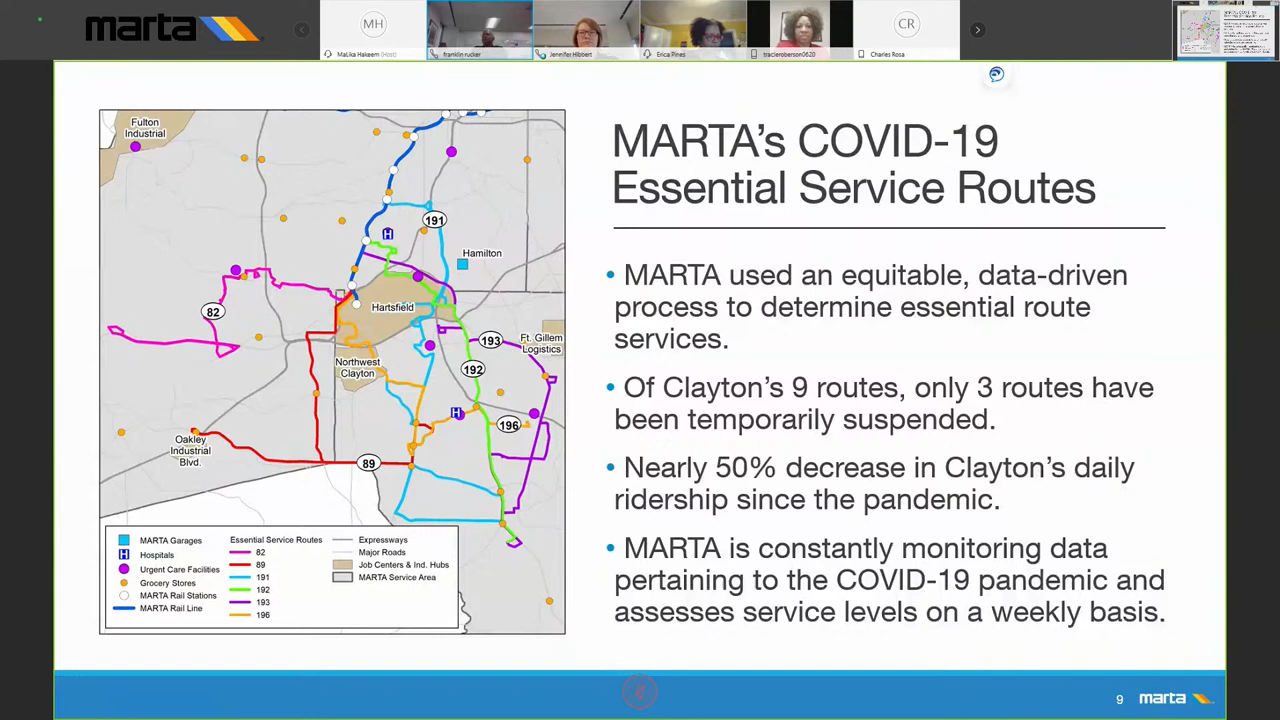 marta
MH
CR
MaLika Hakeem (Host)
franklin rucker
Jennifer Hibbert
Erica Pines
tracieroberson0620
Charles Rosa
MARTA's COVID-19
Essential Service Routes
• MARTA used an equitable, data-driven
process to determine essential route
services.
• Of Clayton's 9 routes, only 3 routes have
been temporarily suspended.
• Nearly 50% decrease in Clayton's daily
ridership since the pandemic.
• MARTA is constantly monitoring data
pertaining to the COVID-19 pandemic and
assesses service levels on a weekly basis.
Fulton
Industrial
191
H
Hamilton
82
Hartsfield
193
Ft. Gillem
Logistics
Northwest
Clayton
192
H
196
Oakley
Industrial
Blvd.
89
MARTA Garages
H Hospitals
Urgent Care Facilities
Grocery Stores
MARTA Rail Stations
MARTA Rail Line
Essential Service Routes
82
89
191
192
193
196
Expressways
Major Roads
Job Centers & Ind. Hubs
MARTA Service Area
9 marta